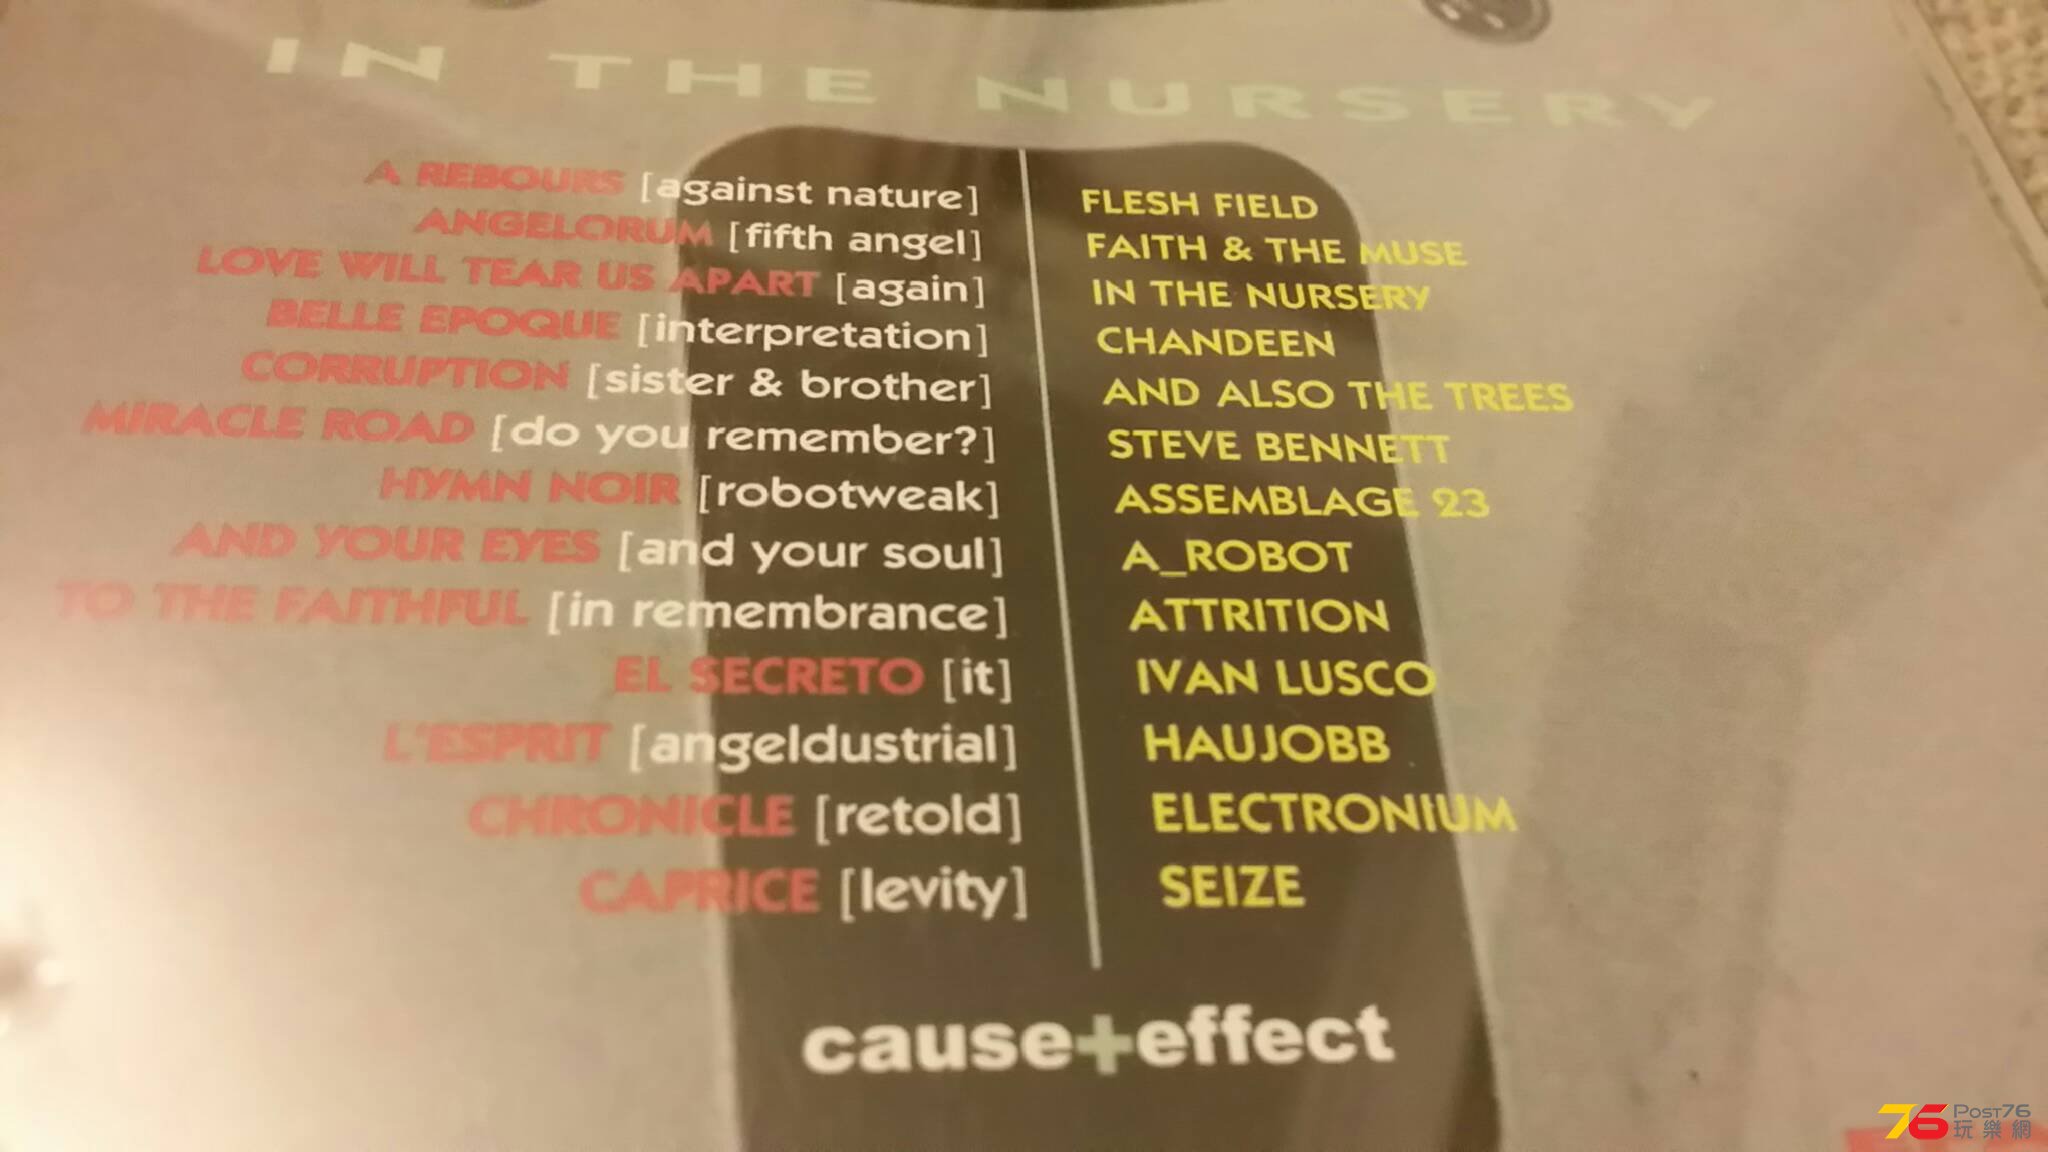 IN THE NURSERY
A REBOURS [against nature] FLESH FIELD
ANGELORUM [fifth angel] FAITH & THE MUSE
LOVE WILL TEAR US APART [again] IN THE NURSERY
BELLE EPOQUE [interpretation] CHANDEEN
CORRUPTION [sister & brother] AND ALSO THE TREES
MIRACLE ROAD [do you remember?] STEVE BENNETT
HYMN NOIR [robotweak] ASSEMBLAGE 23
AND YOUR EYES [and your soul] A_ROBOT
TO THE FAITHFUL [in remembrance] ATTRITION
EL SECRETO [it] IVAN LUSCO
L'ESPRIT [angeldustrial] HAUJOBB
CHRONICLE [retold] ELECTRONIUM
CAPRICE [levity] SEIZE
cause+effect
76 POST76
玩樂網